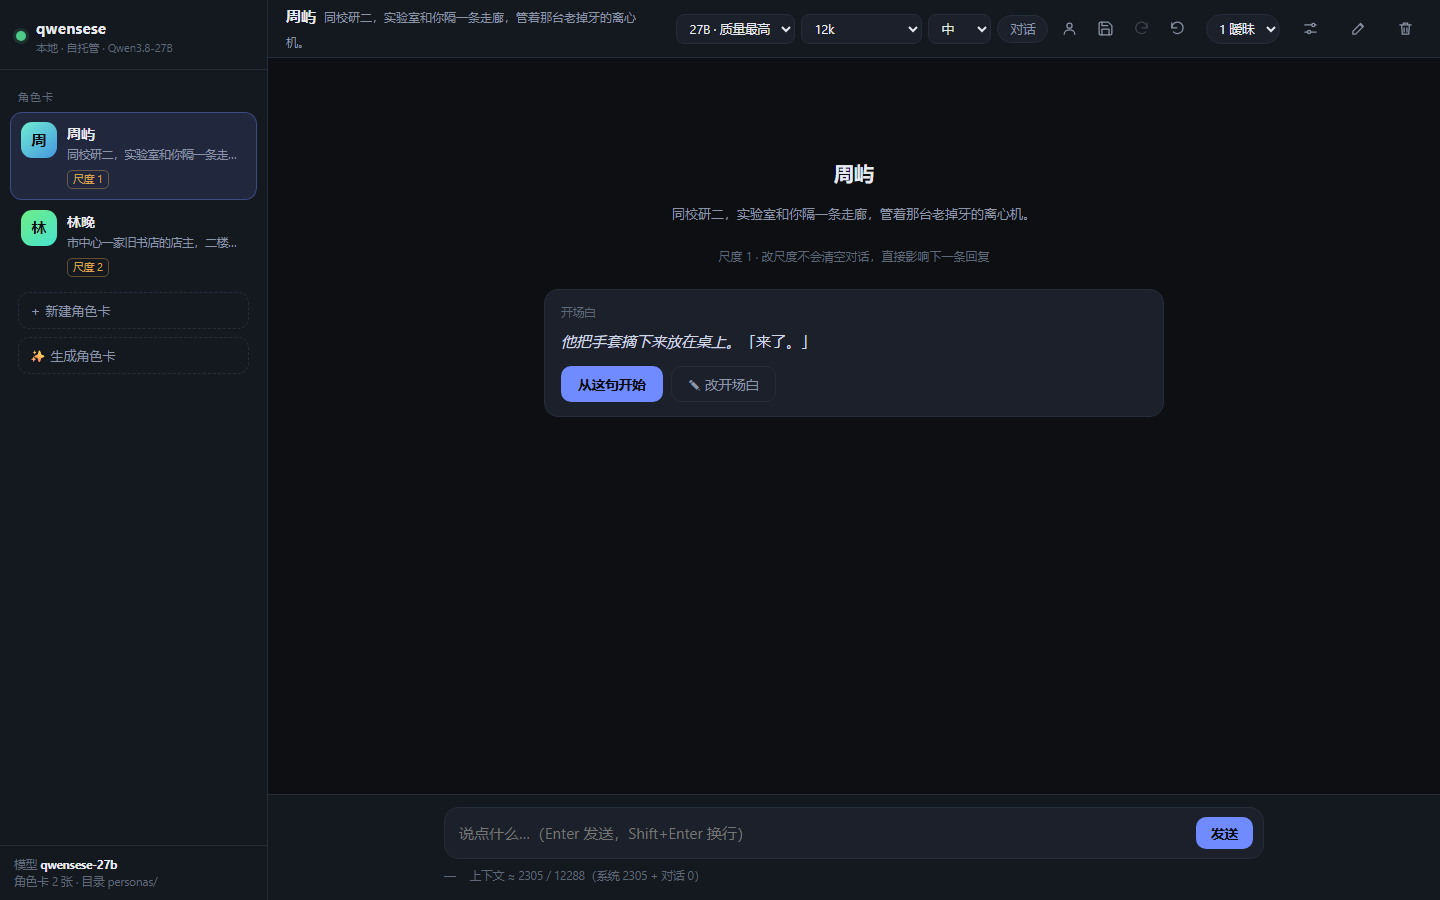 qwensese
本地 · 自托管 · Qwen3.8-27B
角色卡
周
周屿
同校研二，实验室和你隔一条走...
尺度 1
林
林晚
市中心一家旧书店的店主，二楼...
尺度 2
+ 新建角色卡
✨ 生成角色卡
模型 qwensese-27b
角色卡 2 张 · 目录 personas/
周屿 同校研二，实验室和你隔一条走廊，管着那台老掉牙的离心
机。
27B · 质量最高
12k
中
对话
1 暧昧
周屿
同校研二，实验室和你隔一条走廊，管着那台老掉牙的离心机。
尺度 1 · 改尺度不会清空对话，直接影响下一条回复
开场白
他把手套摘下来放在桌上。「来了。」
从这句开始
✏️ 改开场白
说点什么…（Enter 发送，Shift+Enter 换行）
发送
— 上下文 ≈ 2305 / 12288（系统 2305 + 对话 0）